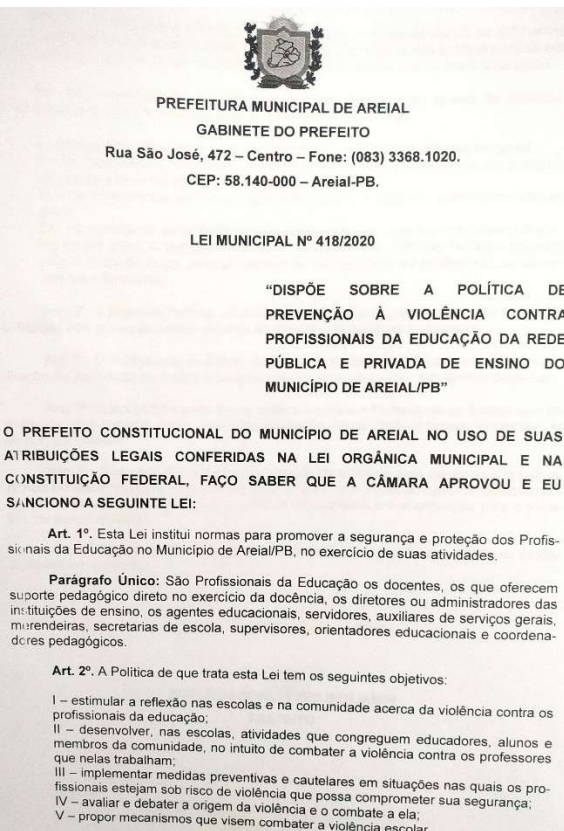 PREFEITURA MUNICIPAL DE AREIAL
GABINETE DO PREFEITO
Rua São José, 472 – Centro – Fone: (083) 3368.1020.
CEP: 58.140-000 – Areial-PB.
LEI MUNICIPAL Nº 418/2020
“DISPÕE SOBRE A POLÍTICA DE
PREVENÇÃO À VIOLÊNCIA CONTRA
PROFISSIONAIS DA EDUCAÇÃO DA REDE
PÚBLICA E PRIVADA DE ENSINO DO
MUNICÍPIO DE AREIAL/PB”
O PREFEITO CONSTITUCIONAL DO MUNICÍPIO DE AREIAL NO USO DE SUAS
ATRIBUIÇÕES LEGAIS CONFERIDAS NA LEI ORGÂNICA MUNICIPAL E NA
CONSTITUIÇÃO FEDERAL, FAÇO SABER QUE A CÂMARA APROVOU E EU
SANCIONO A SEGUINTE LEI:
Art. 1º. Esta Lei institui normas para promover a segurança e proteção dos Profis-
sionais da Educação no Município de Areial/PB, no exercício de suas atividades.
Parágrafo Único: São Profissionais da Educação os docentes, os que oferecem
suporte pedagógico direto no exercício da docência, os diretores ou administradores das
instituições de ensino, os agentes educacionais, servidores, auxiliares de serviços gerais,
merendeiras, secretarias de escola, supervisores, orientadores educacionais e coordena-
dores pedagógicos.
Art. 2º. A Politica de que trata esta Lei tem os seguintes objetivos:
I – estimular a reflexão nas escolas e na comunidade acerca da violência contra os
profissionais da educação;
II – desenvolver, nas escolas, atividades que congreguem educadores, alunos e
membros da comunidade, no intuito de combater a violência contra os professores
que nelas trabalham;
III – implementar medidas preventivas e cautelares em situações nas quais os pro-
fissionais estejam sob risco de violência que possa comprometer sua segurança;
IV – avaliar e debater a origem da violência e o combate a ela;
V – propor mecanismos que visem combater a violência escolar